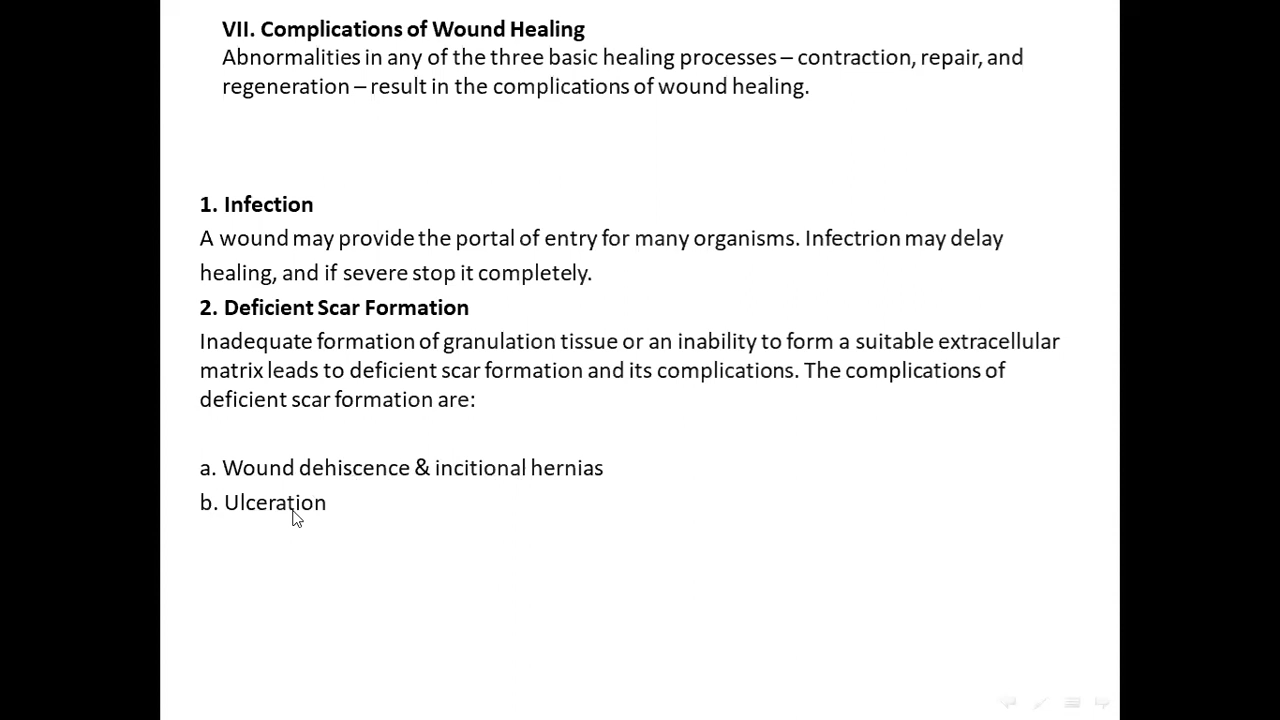 VII. Complications of Wound Healing
Abnormalities in any of the three basic healing processes – contraction, repair, and
regeneration – result in the complications of wound healing.
1. Infection
A wound may provide the portal of entry for many organisms. Infectrion may delay
healing, and if severe stop it completely.
2. Deficient Scar Formation
Inadequate formation of granulation tissue or an inability to form a suitable extracellular
matrix leads to deficient scar formation and its complications. The complications of
deficient scar formation are:
a. Wound dehiscence & incitional hernias
b. Ulceration